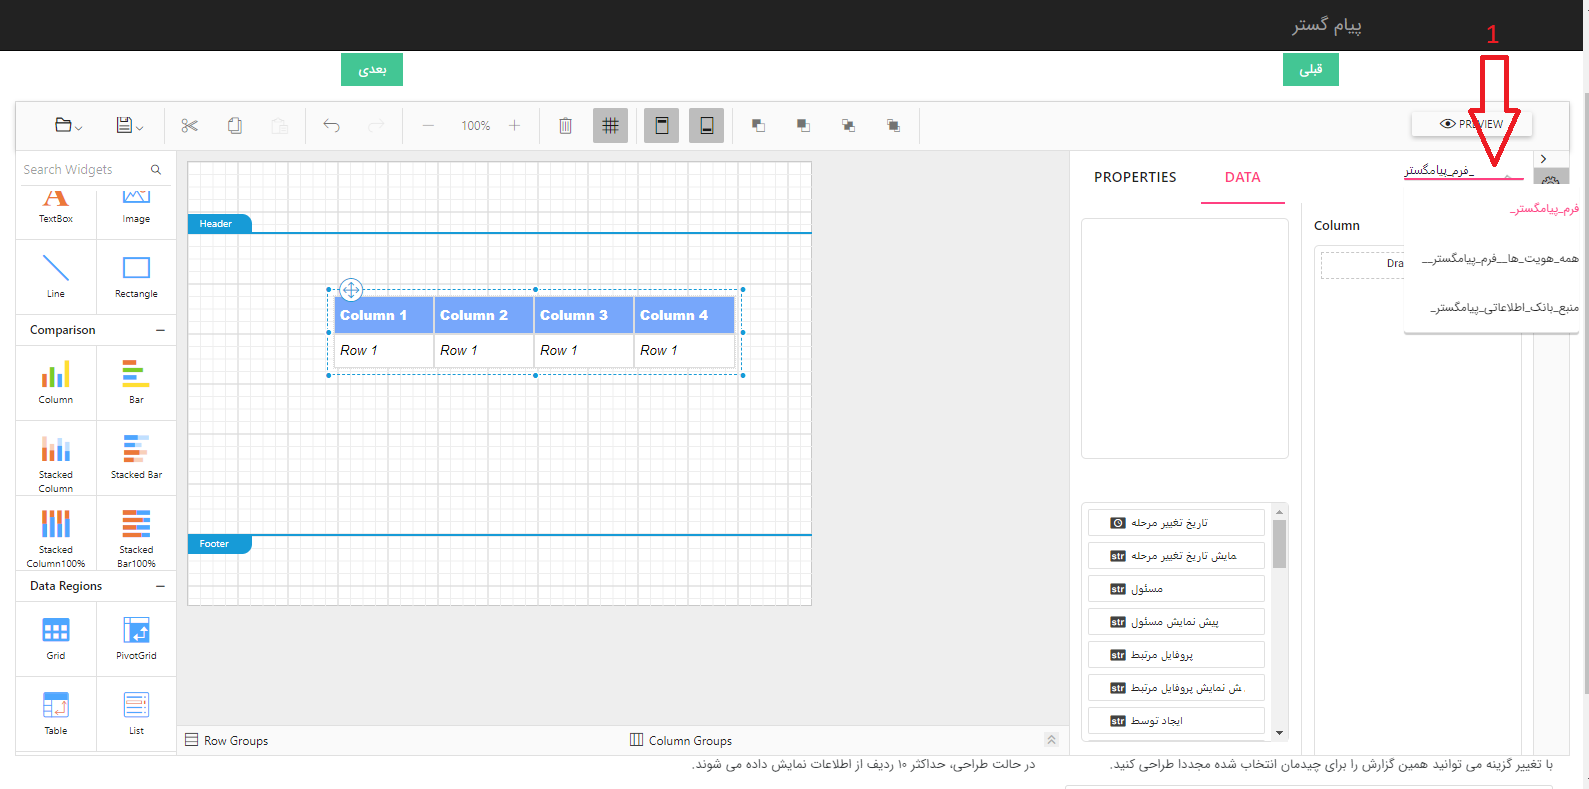 پیام گستر
1
قبلی
بعدی
100%
PREVIEW
Search Widgets
TextBox
Image
Line
Rectangle
Comparison
Column
Bar
Stacked Column
Stacked Bar
Stacked Column100%
Stacked Bar100%
Data Regions
Grid
PivotGrid
Table
List
Header
Column 1 Column 2 Column 3 Column 4
Row 1 Row 1 Row 1 Row 1
Footer
Row Groups
Column Groups
PROPERTIES
DATA
_فرم_پیامگستر
فرم_پیامگستر_
همه_هویت_ها__فرم_پیامگستر__
منبع_بانک_اطلاعاتی_پیامگستر_
Column
Dra
تاریخ تغییر مرحله
str نمایش تاریخ تغییر مرحله
str مسئول
str پیش نمایش مسئول
str پروفایل مرتبط
str ش نمایش پروفایل مرتبط
str ایجاد توسط
با تغییر گزینه می توانید همین گزارش را برای چیدمان انتخاب شده مجددا طراحی کنید.
در حالت طراحی، حداکثر ۱۰ ردیف از اطلاعات نمایش داده می شوند.